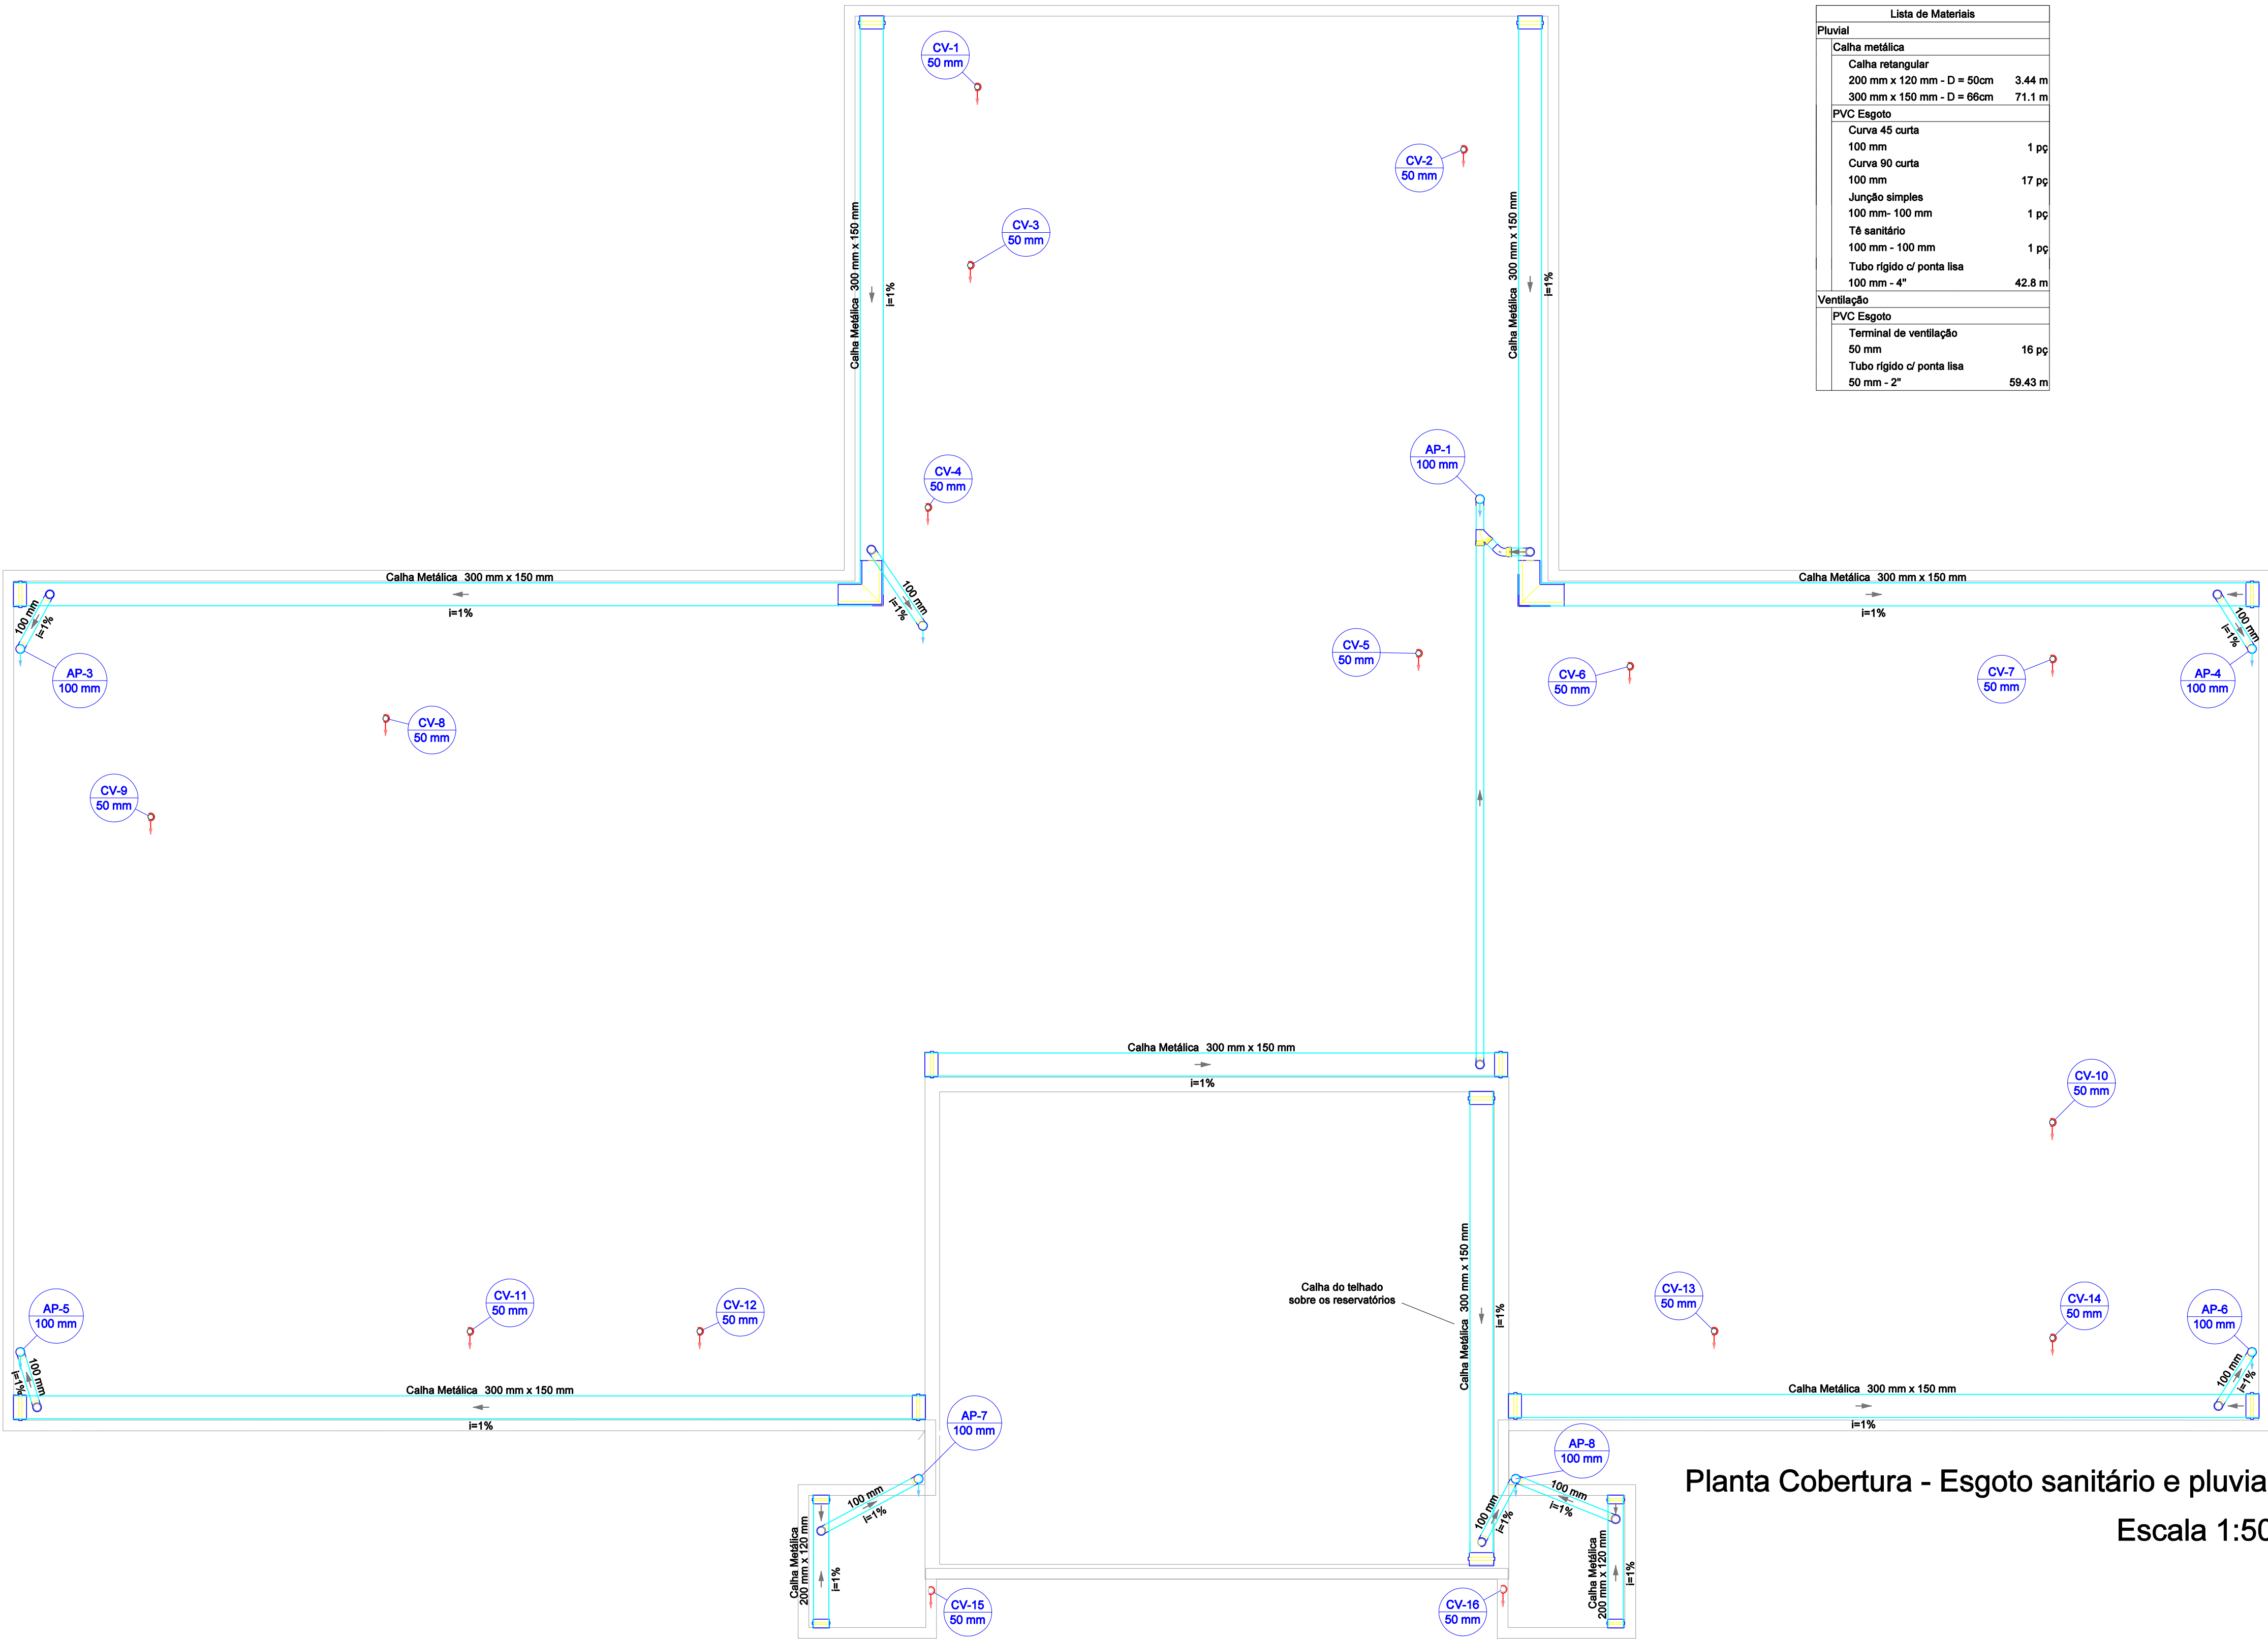 Lista de Materiais
Pluvial
Calha metálica
Calha retangular
200 mm x 120 mm - D = 50cm 3.44 m
300 mm x 150 mm - D = 66cm 71.1 m
PVC Esgoto
Curva 45 curta
100 mm 1 pç
Curva 90 curta
100 mm 17 pç
Junção simples
100 mm- 100 mm 1 pç
Tê sanitário
100 mm - 100 mm 1 pç
Tubo rígido c/ ponta lisa
100 mm - 4" 42.8 m
Ventilação
PVC Esgoto
Terminal de ventilação
50 mm 16 pç
Tubo rígido c/ ponta lisa
50 mm - 2" 59.43 m
CV-1
50 mm
CV-2
50 mm
CV-3
50 mm
Calha Metálica 300 mm x 150 mm
i=1%
Calha Metálica 300 mm x 150 mm
i=1%
CV-4
50 mm
AP-1
100 mm
Calha Metálica 300 mm x 150 mm
i=1%
100 mm
i=1%
Calha Metálica 300 mm x 150 mm
i=1%
100 mm
i=1%
AP-3
100 mm
100 mm
i=1%
AP-4
100 mm
CV-5
50 mm
CV-6
50 mm
CV-7
50 mm
CV-8
50 mm
CV-9
50 mm
Calha Metálica 300 mm x 150 mm
i=1%
CV-10
50 mm
Calha do telhado
sobre os reservatórios
Calha Metálica 300 mm x 150 mm
i=1%
CV-11
50 mm
CV-12
50 mm
CV-13
50 mm
CV-14
50 mm
AP-5
100 mm
100 mm
i=1%
AP-6
100 mm
100 mm
i=1%
Calha Metálica 300 mm x 150 mm
i=1%
Calha Metálica 300 mm x 150 mm
i=1%
AP-7
100 mm
AP-8
100 mm
100 mm
i=1%
100 mm
i=1%
100 mm
i=1%
Calha Metálica
200 mm x 120 mm
i=1%
Calha Metálica
200 mm x 120 mm
i=1%
CV-15
50 mm
CV-16
50 mm
Planta Cobertura - Esgoto sanitário e pluvia
Escala 1:50